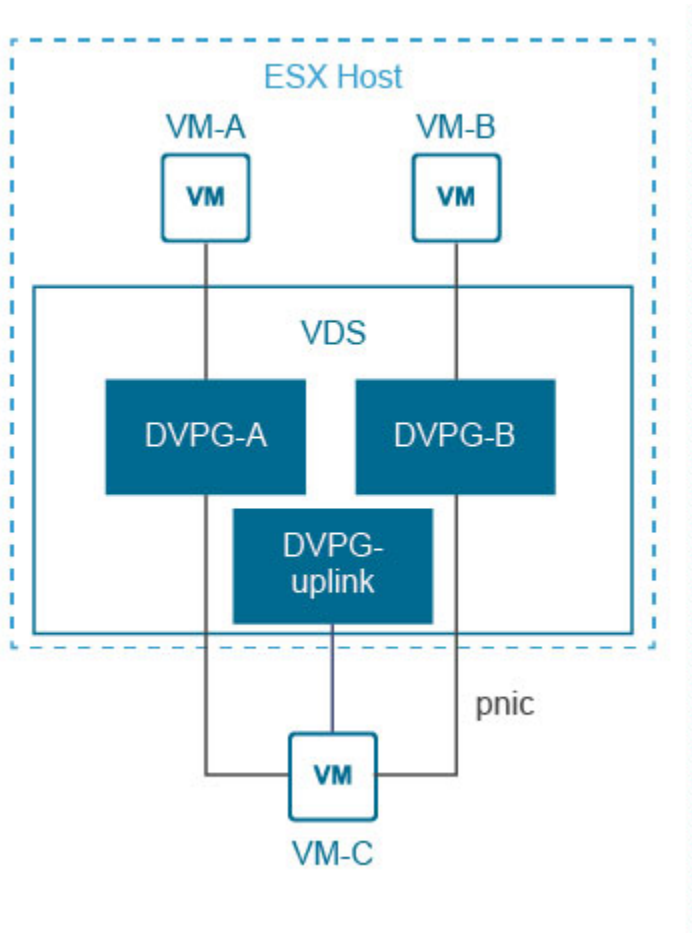 ESX Host
VM-A
VM-B
VM
VM
VDS
DVPG-A
DVPG-B
DVPG-
uplink
pnic
VM
VM-C